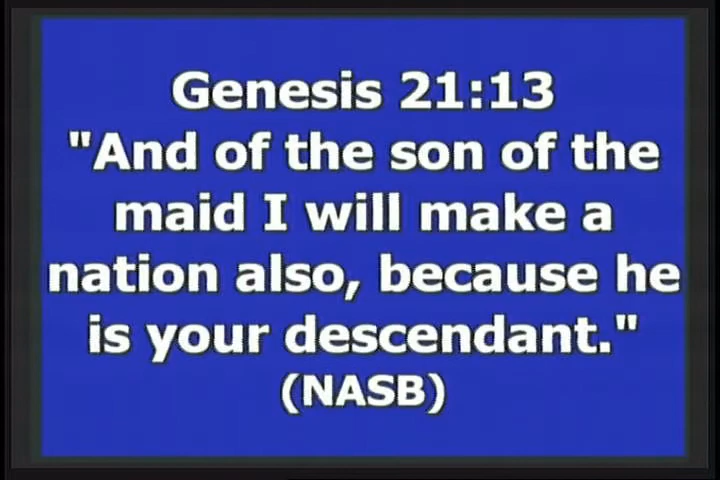 Genesis 21:13
"And of the son of the
maid I will make a
nation also, because he
is your descendant."
(NASB)